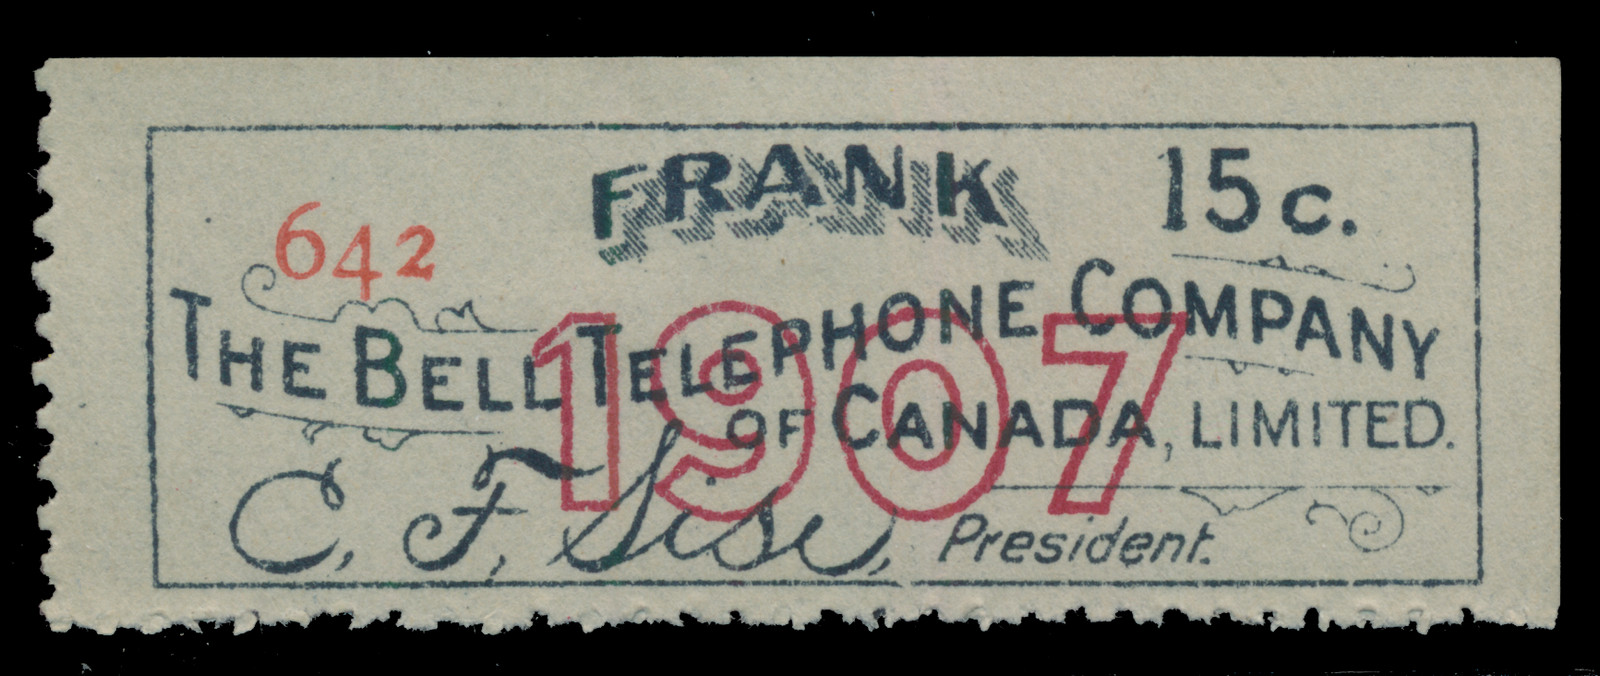 FRANK 15c.
642
THE BELL TELEPHONE COMPANY
1907
OF CANADA, LIMITED.
C. F. Sise, President.